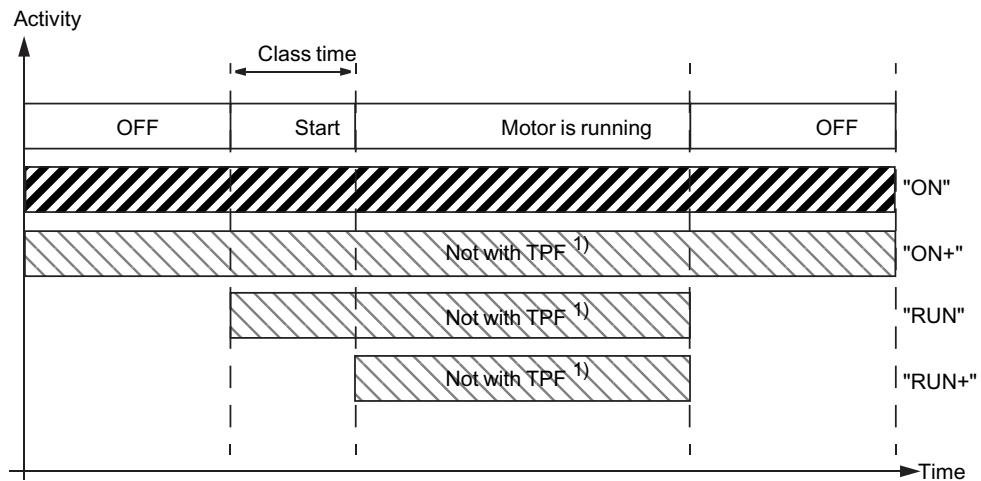 Activity
Class time
OFF Start Motor is running OFF
"ON"
Not with TPF 1) "ON+"
Not with TPF 1) "RUN"
Not with TPF 1) "RUN+"
Time